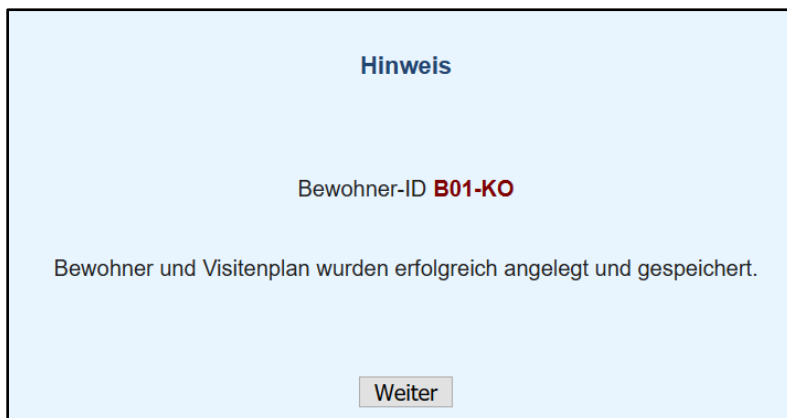 Hinweis
Bewohner-ID B01-KO
Bewohner und Visitenplan wurden erfolgreich angelegt und gespeichert.
Weiter